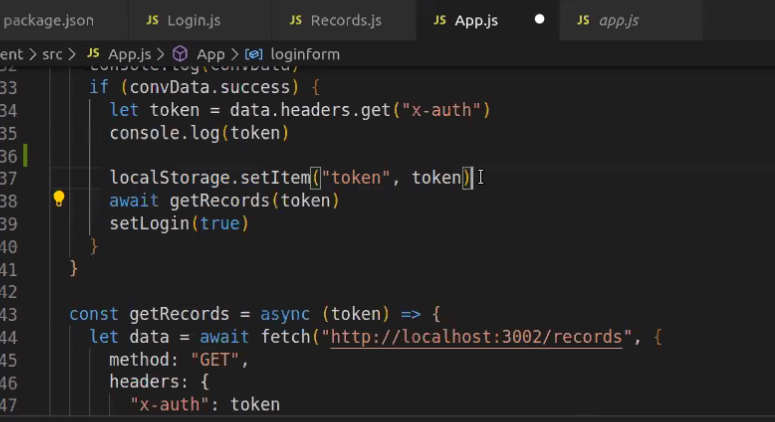 package.json JS Login.js JS Records.js JS App.js JS app.js
ent > src > JS App.js > App > loginform
32 console.log(convData)
33 if (convData.success) {
34 let token = data.headers.get("x-auth")
35 console.log(token)
36
37 localStorage.setItem("token", token)
38 await getRecords(token)
39 setLogin(true)
40 }
41 }
42
43 const getRecords = async (token) => {
44 let data = await fetch("http://localhost:3002/records", {
45 method: "GET",
46 headers: {
47 "x-auth": token